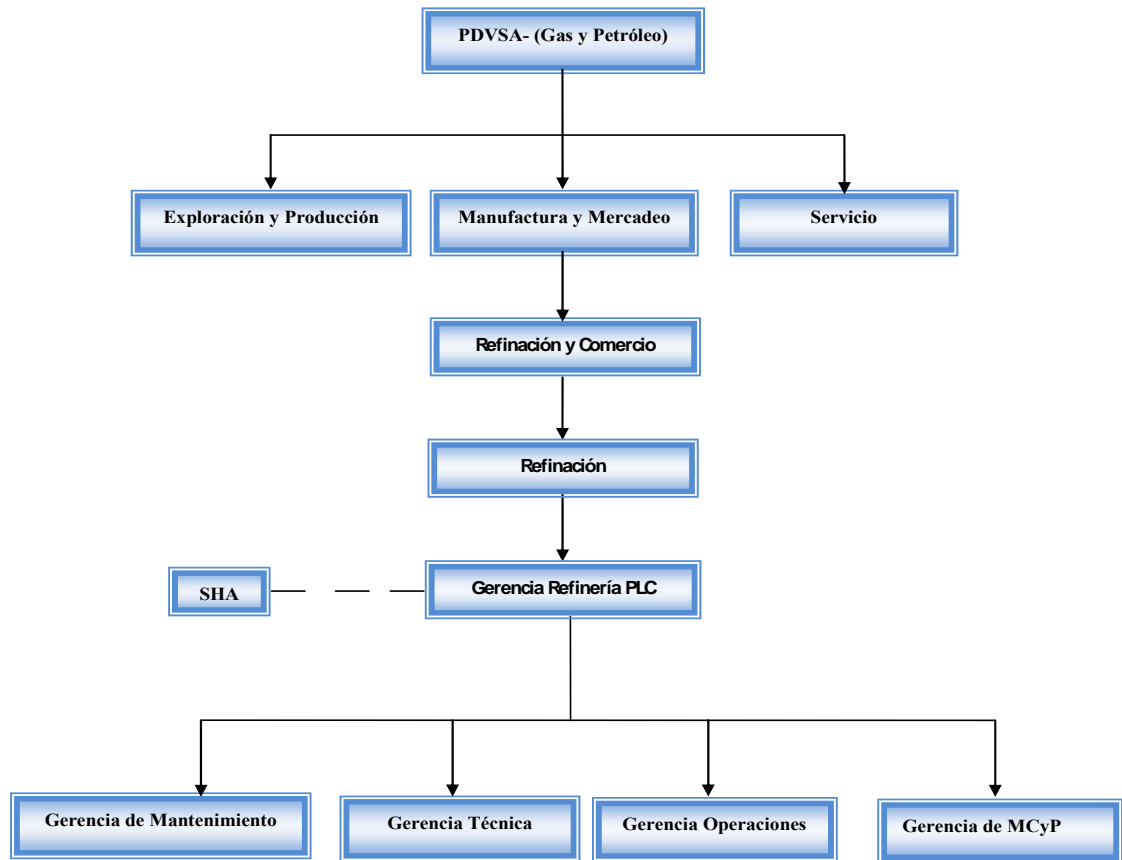 PDVSA- (Gas y Petróleo)
Exploración y Producción
Manufactura y Mercadeo
Servicio
Refinación y Comercio
Refinación
SHA
Gerencia Refinería PLC
Gerencia de Mantenimiento
Gerencia Técnica
Gerencia Operaciones
Gerencia de MCyP